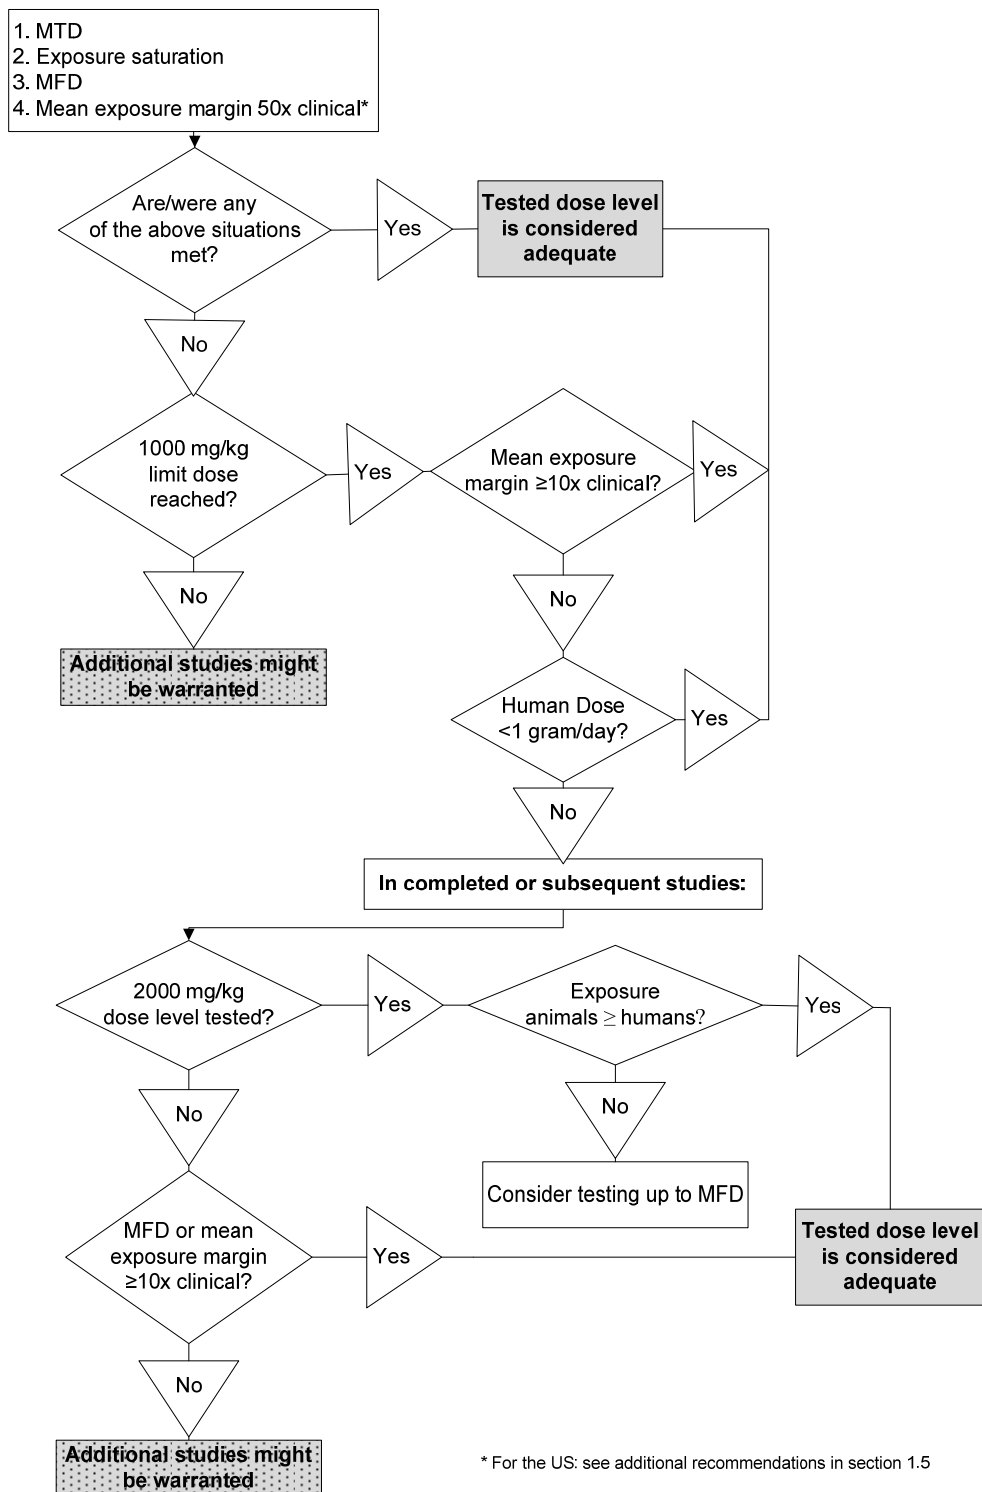 1. MTD
2. Exposure saturation
3. MFD
4. Mean exposure margin 50x clinical*
Are/were any
of the above situations
met?
Yes
Tested dose level
is considered
adequate
No
1000 mg/kg
limit dose
reached?
Yes
Mean exposure
margin ≥10x clinical?
Yes
No
Additional studies might
be warranted
No
Human Dose
<1 gram/day?
Yes
No
In completed or subsequent studies:
2000 mg/kg
dose level tested?
Yes
Exposure
animals ≥ humans?
Yes
No
No
Consider testing up to MFD
MFD or mean
exposure margin
≥10x clinical?
Yes
Tested dose level
is considered
adequate
No
Additional studies might
be warranted
* For the US: see additional recommendations in section 1.5